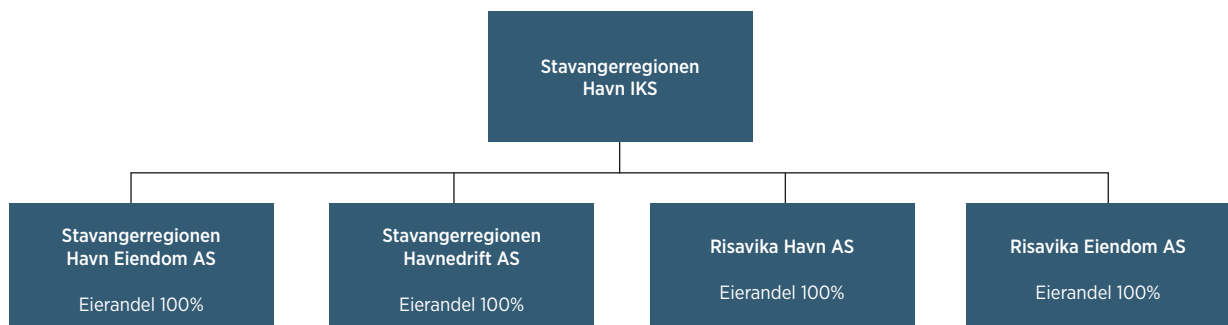 Stavangerregionen
Havn IKS
Stavangerregionen
Havn Eiendom AS
Eierandel 100%
Stavangerregionen
Havnedrift AS
Eierandel 100%
Risavika Havn AS
Eierandel 100%
Risavika Eiendom AS
Eierandel 100%